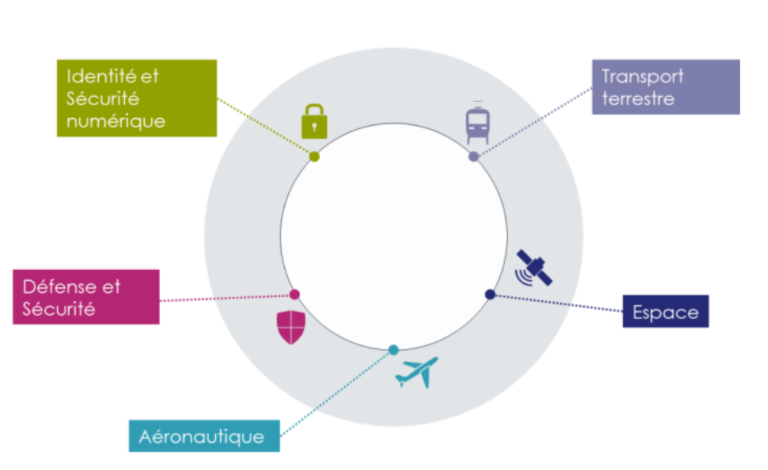 Identité et
Sécurité
numérique
Transport
terrestre
Défense et
Sécurité
Espace
Aéronautique